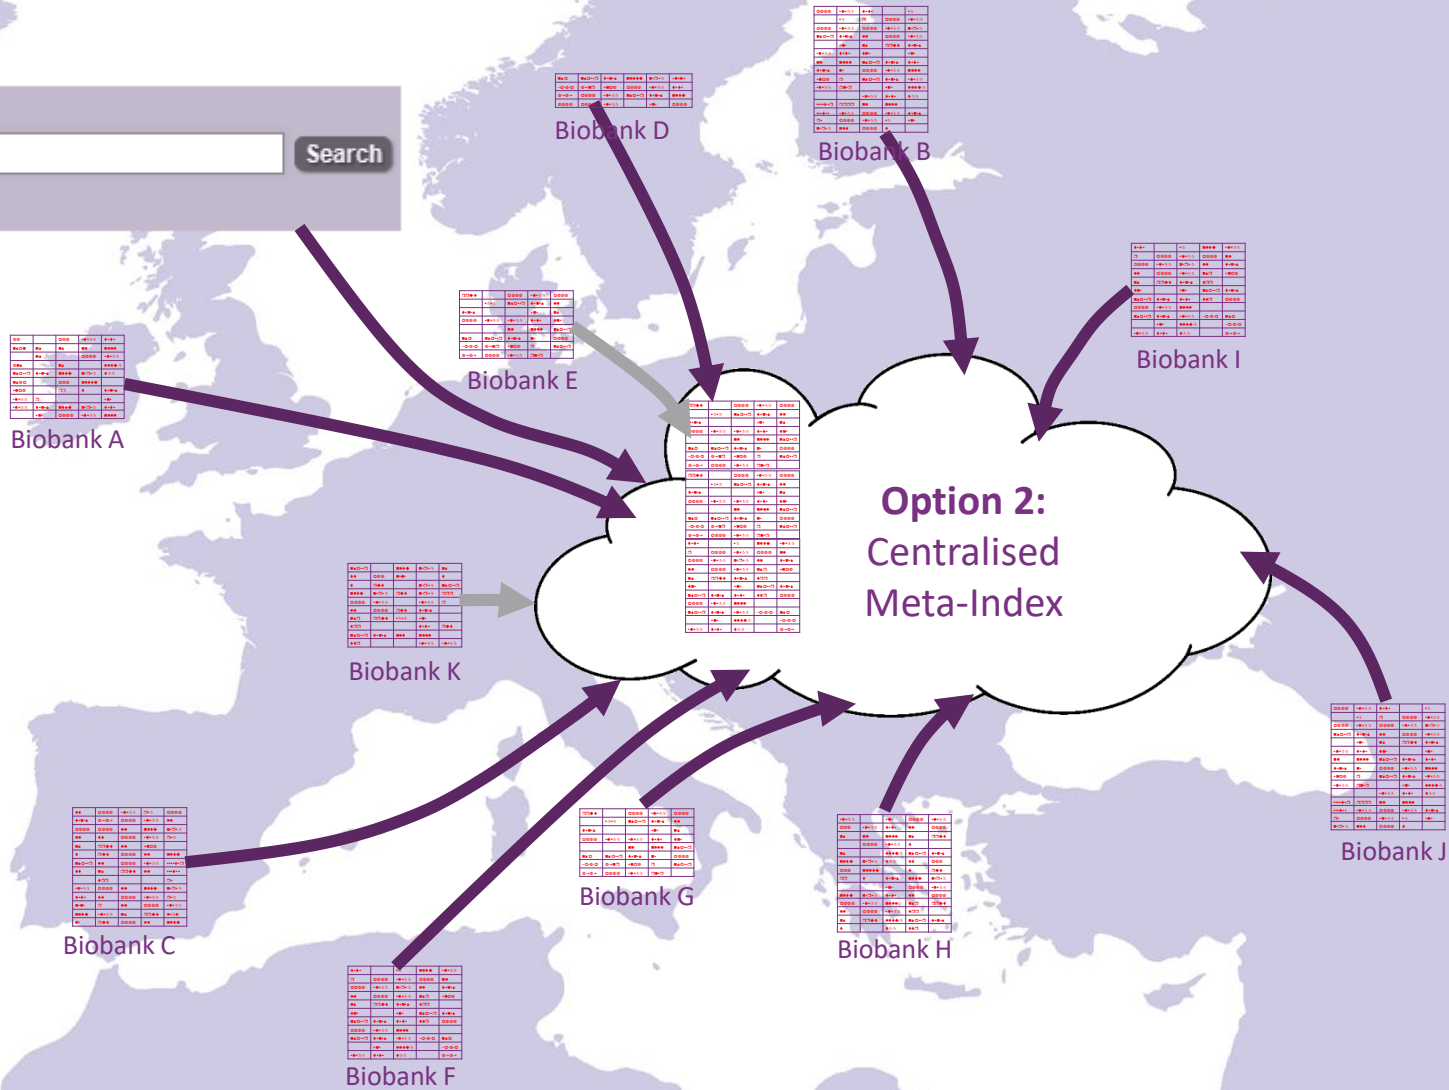 Search
Biobank D
Biobank B
Biobank I
Biobank E
Biobank A
Option 2:
Centralised
Meta-Index
Biobank K
Biobank J
Biobank G
Biobank C
Biobank H
Biobank F